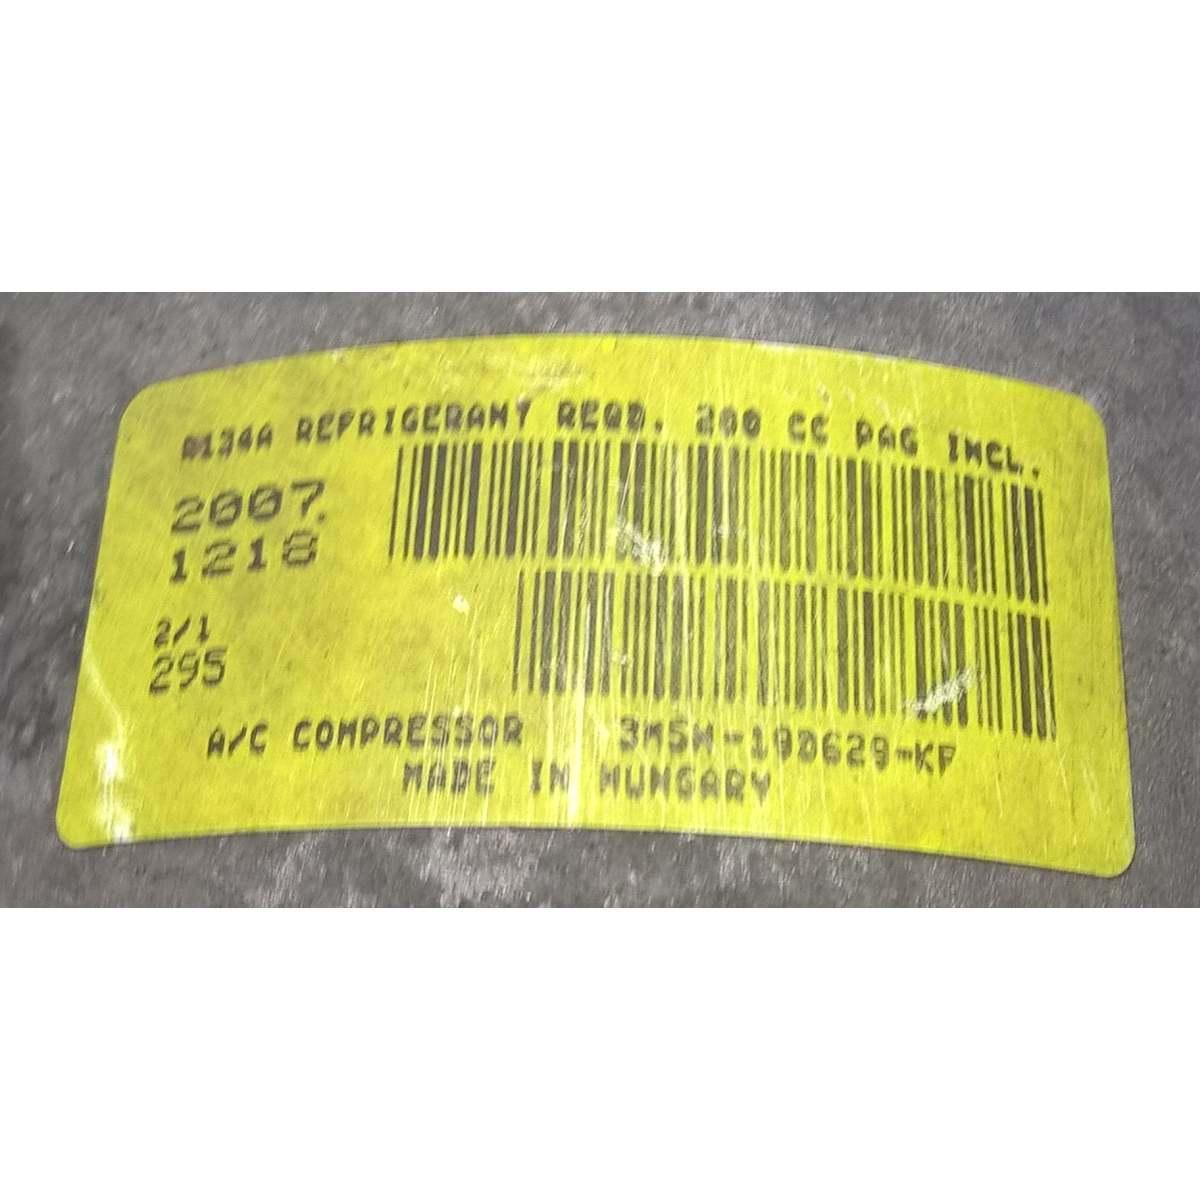 R134A REFRIGERANT REQD. 200 CC PAG INCL.
2007
1218
2/1
295
A/C COMPRESSOR 3M5H-19D629-KF
MADE IN HUNGARY